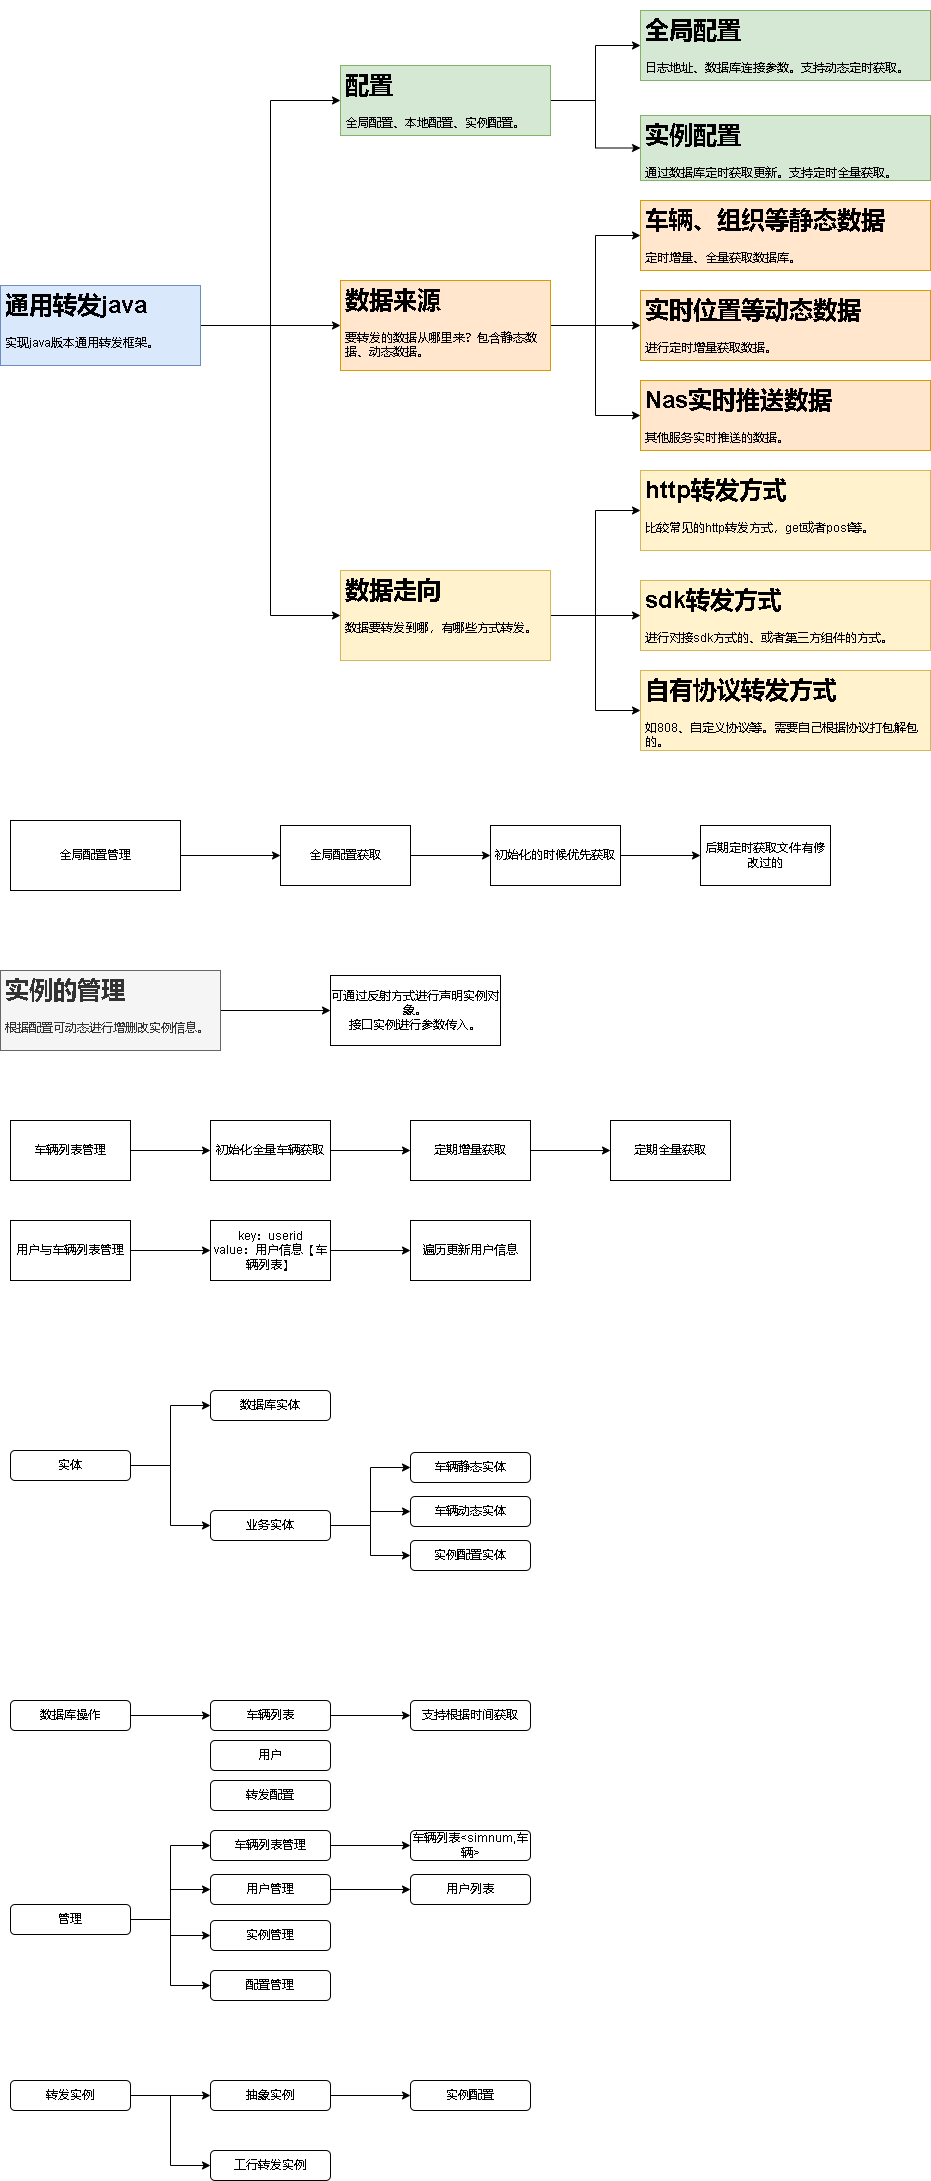 全局配置
日志地址、数据库连接参数。支持动态定时获取。
配置
全局配置、本地配置、实例配置。
实例配置
通过数据库定时获取更新。支持定时全量获取。
车辆、组织等静态数据
定时增量、全量获取数据库。
通用转发java
实现java版本通用转发框架。
数据来源
要转发的数据从哪里来？包含静态数
据、动态数据。
实时位置等动态数据
进行定时增量获取数据。
Nas实时推送数据
其他服务实时推送的数据。
http转发方式
比较常见的http转发方式，get或者post等。
数据走向
数据要转发到哪，有哪些方式转发。
sdk转发方式
进行对接sdk方式的、或者第三方组件的方式。
自有协议转发方式
如808、自定义协议等。需要自己根据协议打包解包
的。
全局配置管理
全局配置获取
初始化的时候优先获取
后期定时获取文件有修
改过的
实例的管理
根据配置可动态进行增删改实例信息。
可通过反射方式进行声明实例对
象。
接口实例进行参数传入。
车辆列表管理
初始化全量车辆获取
定期增量获取
定期全量获取
用户与车辆列表管理
key：userid
value：用户信息【车
辆列表】
遍历更新用户信息
数据库实体
实体
车辆静态实体
车辆动态实体
业务实体
实例配置实体
数据库操作
车辆列表
支持根据时间获取
用户
转发配置
车辆列表管理
车辆列表<simnum,车
辆>
用户管理
用户列表
管理
实例管理
配置管理
转发实例
抽象实例
实例配置
工行转发实例